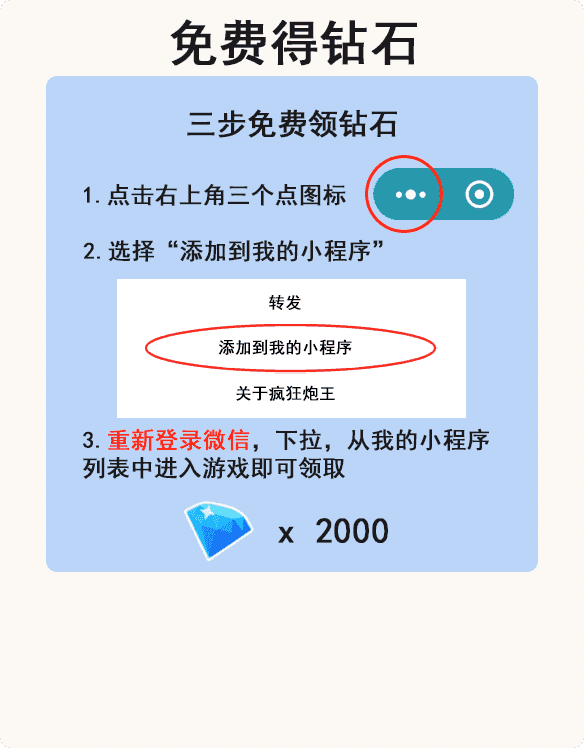 免费得钻石
三步免费领钻石
1.点击右上角三个点图标
2.选择“添加到我的小程序”
转发
添加到我的小程序
关于疯狂炮王
3.重新登录微信，下拉，从我的小程序
列表中进入游戏即可领取
x 2000